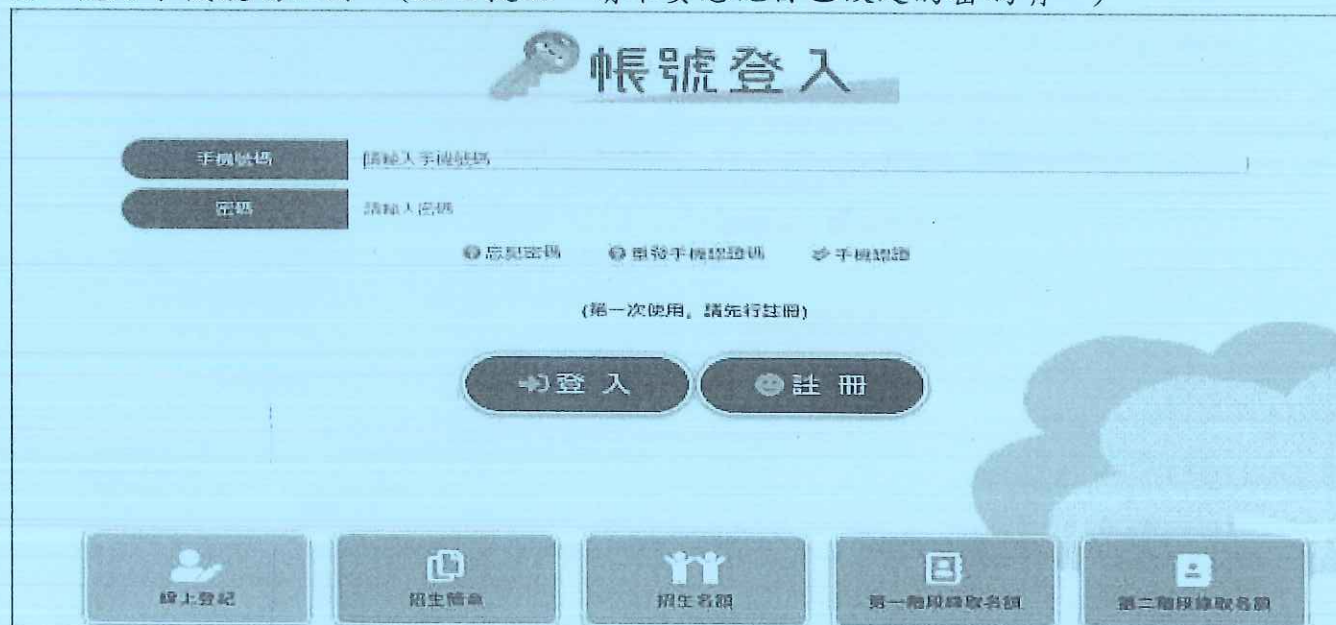 帳號登入
手機號碼 請輸入手機號碼
密碼 請輸入密碼
忘記密碼 重發手機認證碼 手機認證
(第一次使用, 請先行註冊)
登 入 註 冊
線上登記 招生簡章 招生名額 第一階段錄取名額 第二階段錄取名額